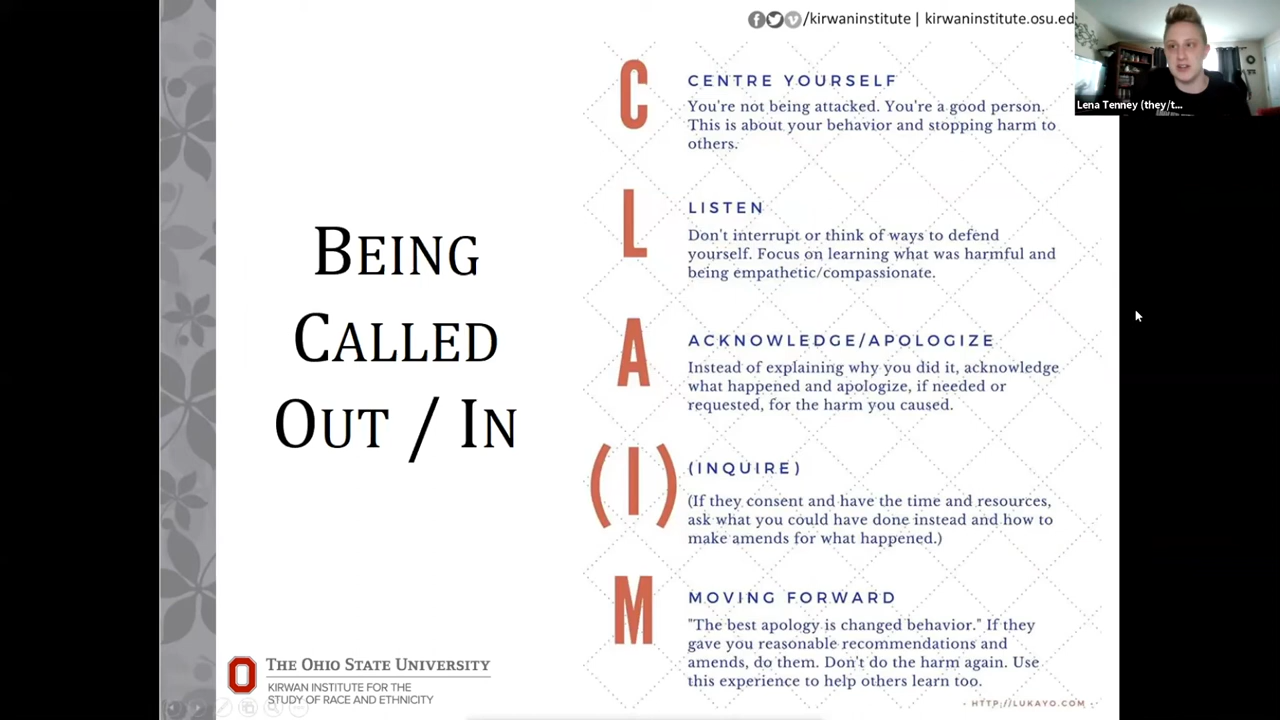 /kirwaninstitute | kirwaninstitute.osu.ed
Lena Tenney (they/t...
BEING
CALLED
OUT / IN
C
CENTRE YOURSELF
You're not being attacked. You're a good person.
This is about your behavior and stopping harm to
others.
L
LISTEN
Don't interrupt or think of ways to defend
yourself. Focus on learning what was harmful and
being empathetic/compassionate.
A
ACKNOWLEDGE/APOLOGIZE
Instead of explaining why you did it, acknowledge
what happened and apologize, if needed or
requested, for the harm you caused.
(I)
(INQUIRE)
(If they consent and have the time and resources,
ask what you could have done instead and how to
make amends for what happened.)
M
MOVING FORWARD
"The best apology is changed behavior." If they
gave you reasonable recommendations and
amends, do them. Don't do the harm again. Use
this experience to help others learn too.
- HTTP://LUKAYO.COM -
THE OHIO STATE UNIVERSITY
KIRWAN INSTITUTE FOR THE
STUDY OF RACE AND ETHNICITY